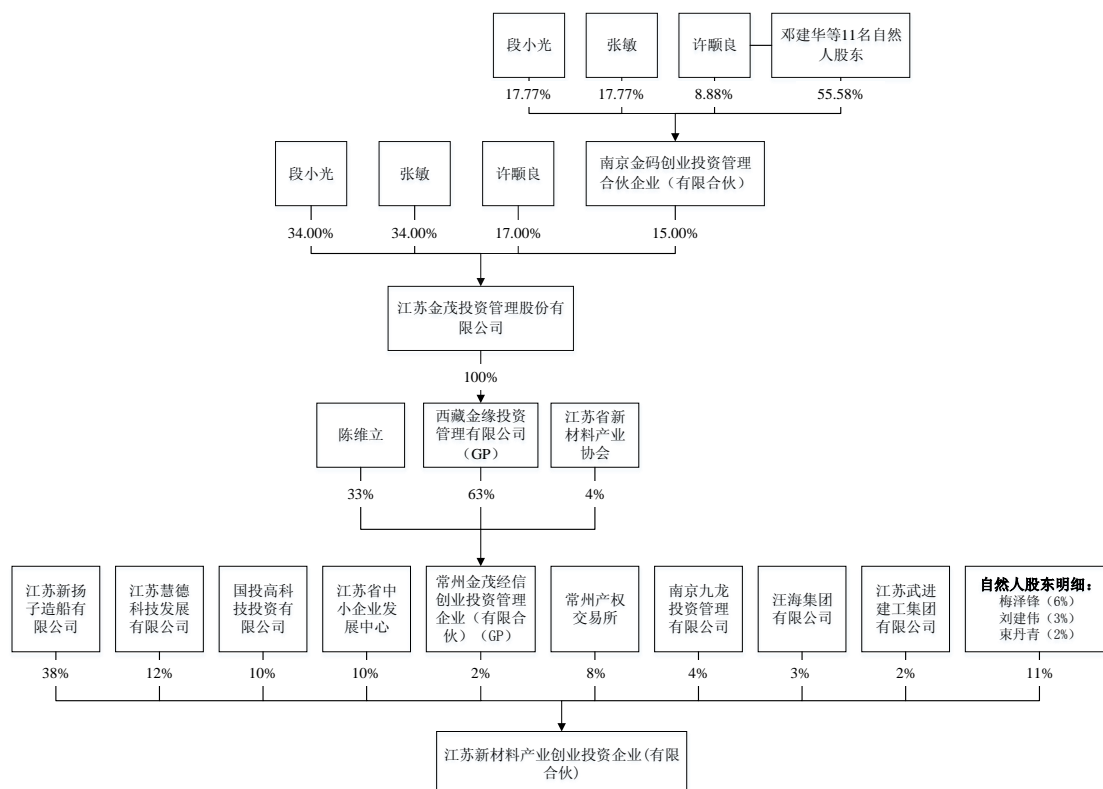 段小光
张敏
许颙良
邓建华等11名自然
人股东
17.77%
17.77%
8.88%
55.58%
段小光
张敏
许颙良
南京金码创业投资管理
合伙企业（有限合伙）
34.00%
34.00%
17.00%
15.00%
江苏金茂投资管理股份有
限公司
100%
陈维立
西藏金缘投资
管理有限公司
（GP）
江苏省新
材料产业
协会
33%
63%
4%
江苏新扬
子造船有
限公司
江苏慧德
科技发展
有限公司
国投高科
技投资有
限公司
江苏省中
小企业发
展中心
常州金茂经信
创业投资管理
企业（有限合
伙）（GP）
常州产权
交易所
南京九龙
投资管理
有限公司
汪海集团
有限公司
江苏武进
建工集团
有限公司
自然人股东明细：
梅泽锋（6%）
刘建伟（3%）
束丹青（2%）
38%
12%
10%
10%
2%
8%
4%
3%
2%
11%
江苏新材料产业创业投资企业(有限
合伙)